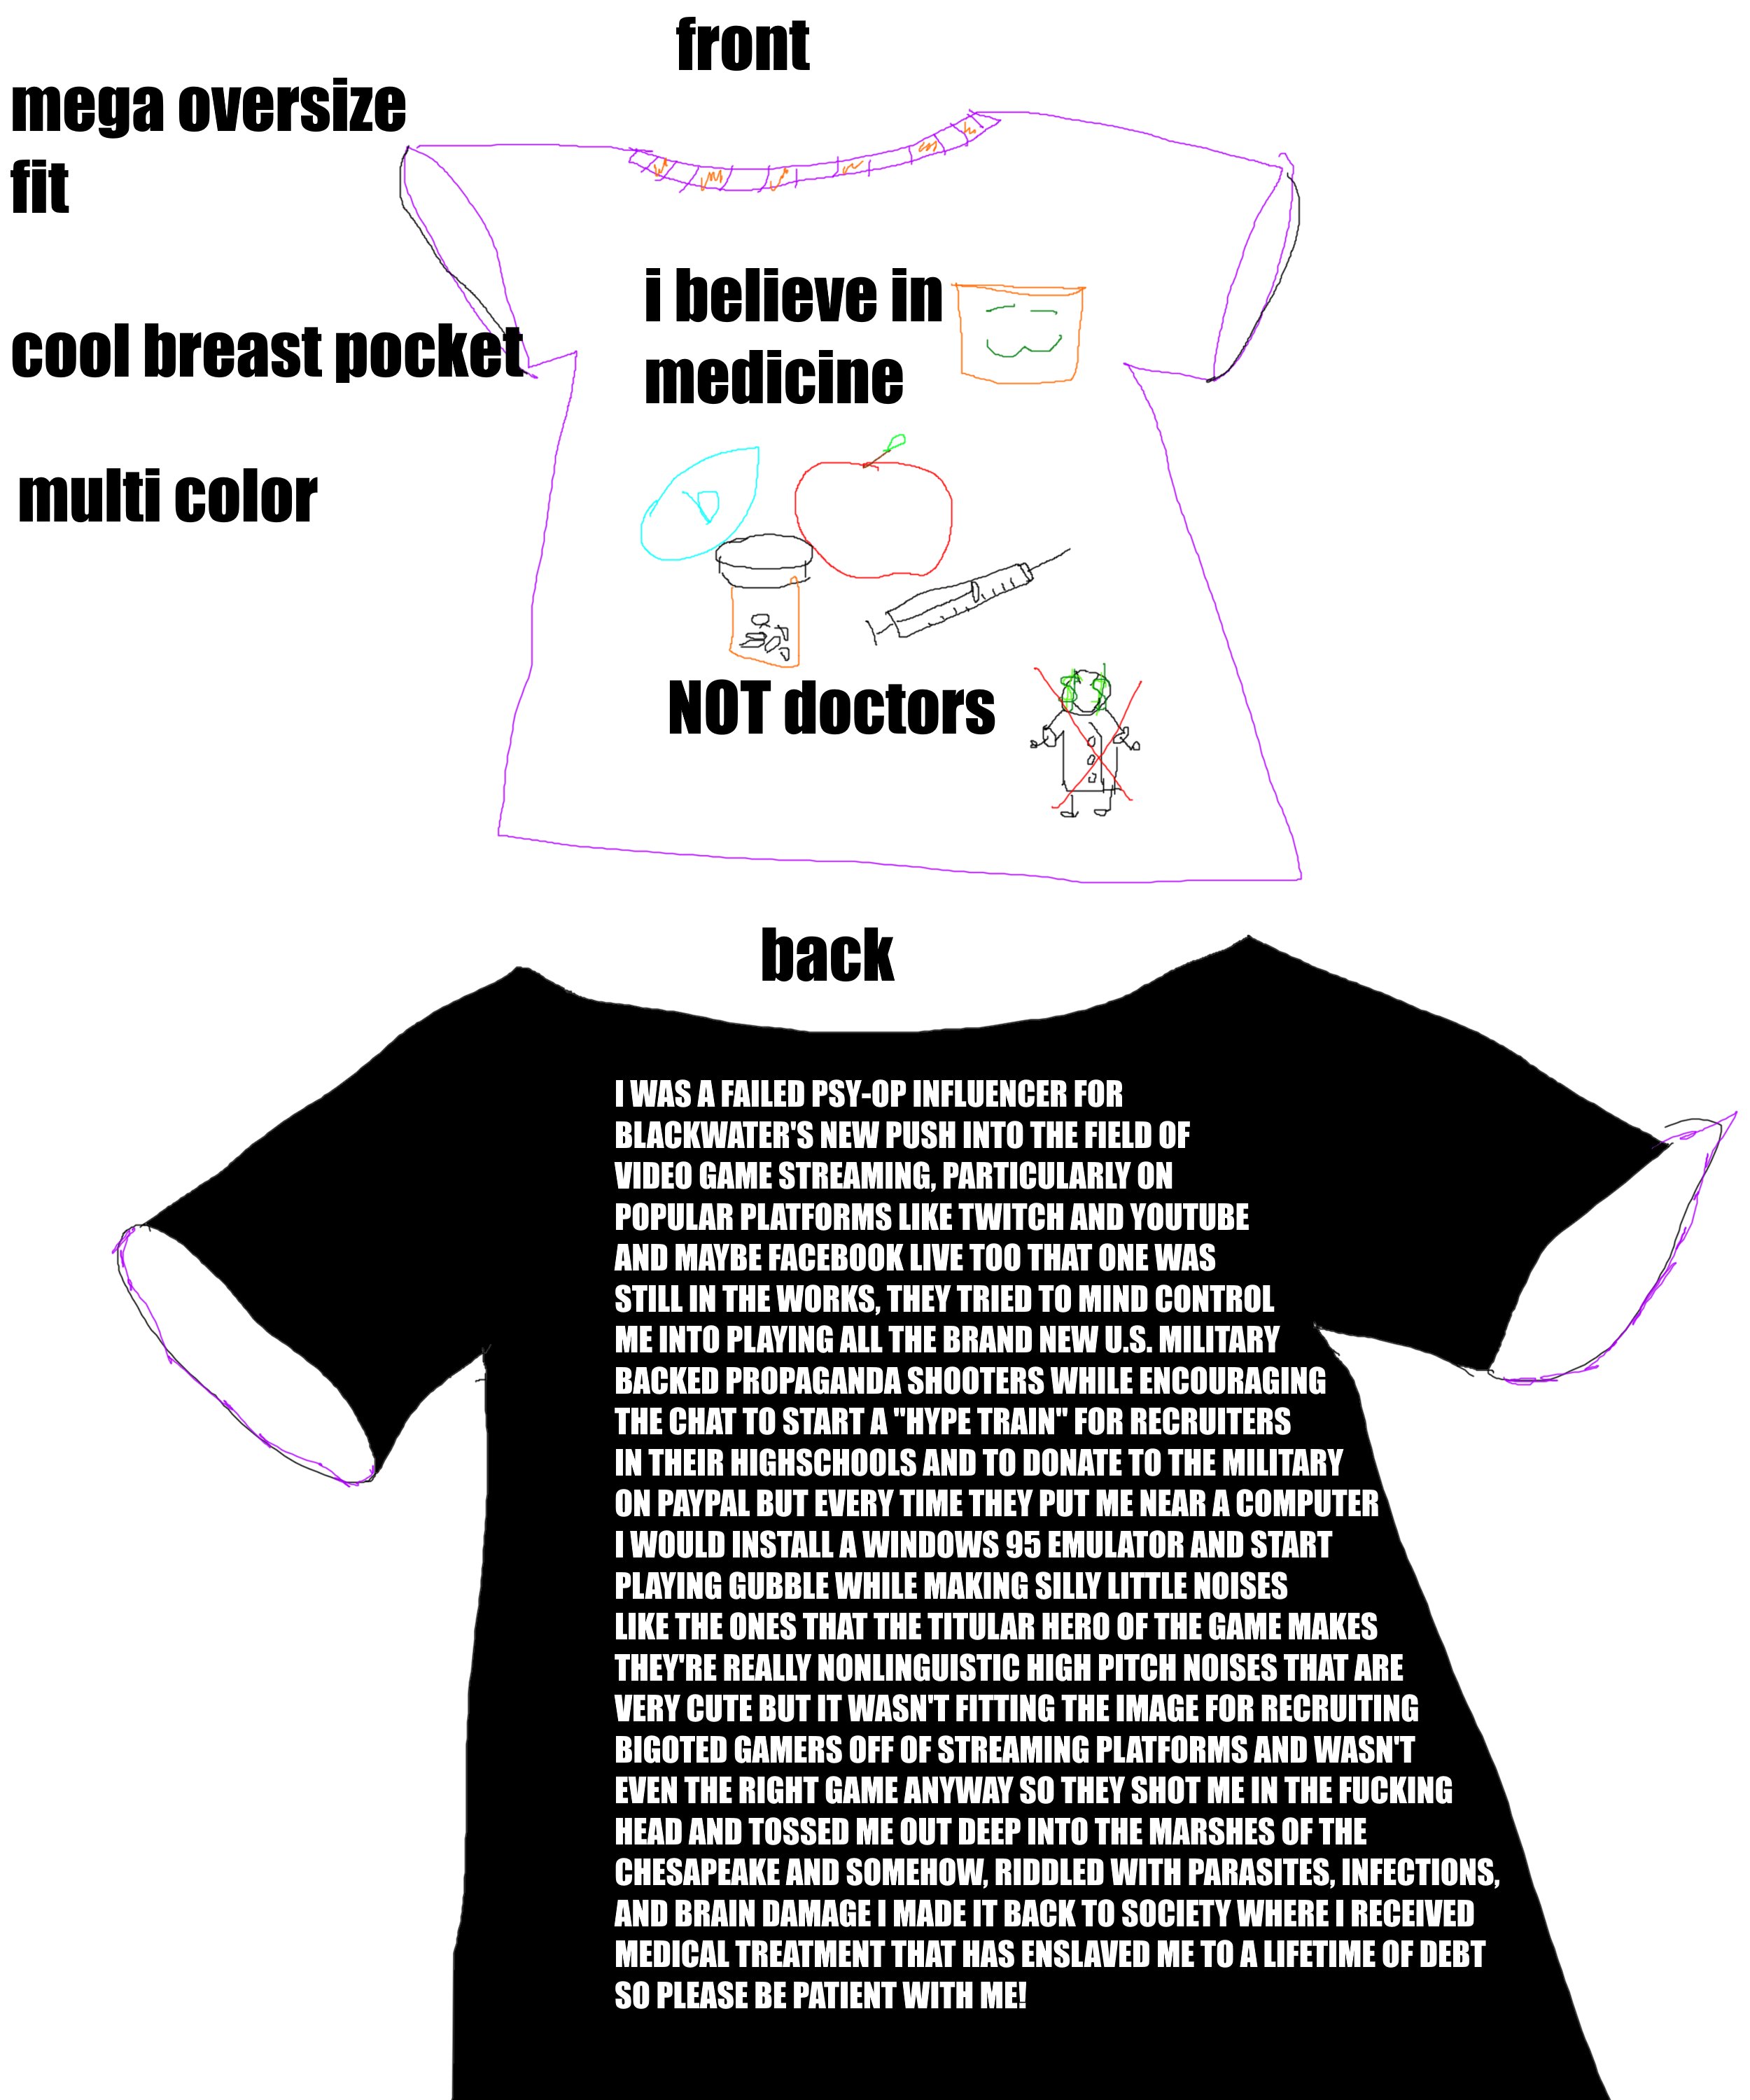 front
mega oversize
fit
i believe in
medicine
cool breast pocket
multi color
NOT doctors
back
I WAS A FAILED PSY-OP INFLUENCER FOR
BLACKWATER'S NEW PUSH INTO THE FIELD OF
VIDEO GAME STREAMING, PARTICULARLY ON
POPULAR PLATFORMS LIKE TWITCH AND YOUTUBE
AND MAYBE FACEBOOK LIVE TOO THAT ONE WAS
STILL IN THE WORKS, THEY TRIED TO MIND CONTROL
ME INTO PLAYING ALL THE BRAND NEW U.S. MILITARY
BACKED PROPAGANDA SHOOTERS WHILE ENCOURAGING
THE CHAT TO START A "HYPE TRAIN" FOR RECRUITERS
IN THEIR HIGHSCHOOLS AND TO DONATE TO THE MILITARY
ON PAYPAL BUT EVERY TIME THEY PUT ME NEAR A COMPUTER
I WOULD INSTALL A WINDOWS 95 EMULATOR AND START
PLAYING GUBBLE WHILE MAKING SILLY LITTLE NOISES
LIKE THE ONES THAT THE TITULAR HERO OF THE GAME MAKES
THEY'RE REALLY NONLINGUISTIC HIGH PITCH NOISES THAT ARE
VERY CUTE BUT IT WASN'T FITTING THE IMAGE FOR RECRUITING
BIGOTED GAMERS OFF OF STREAMING PLATFORMS AND WASN'T
EVEN THE RIGHT GAME ANYWAY SO THEY SHOT ME IN THE FUCKING
HEAD AND TOSSED ME OUT DEEP INTO THE MARSHES OF THE
CHESAPEAKE AND SOMEHOW, RIDDLED WITH PARASITES, INFECTIONS,
AND BRAIN DAMAGE I MADE IT BACK TO SOCIETY WHERE I RECEIVED
MEDICAL TREATMENT THAT HAS ENSLAVED ME TO A LIFETIME OF DEBT
SO PLEASE BE PATIENT WITH ME!